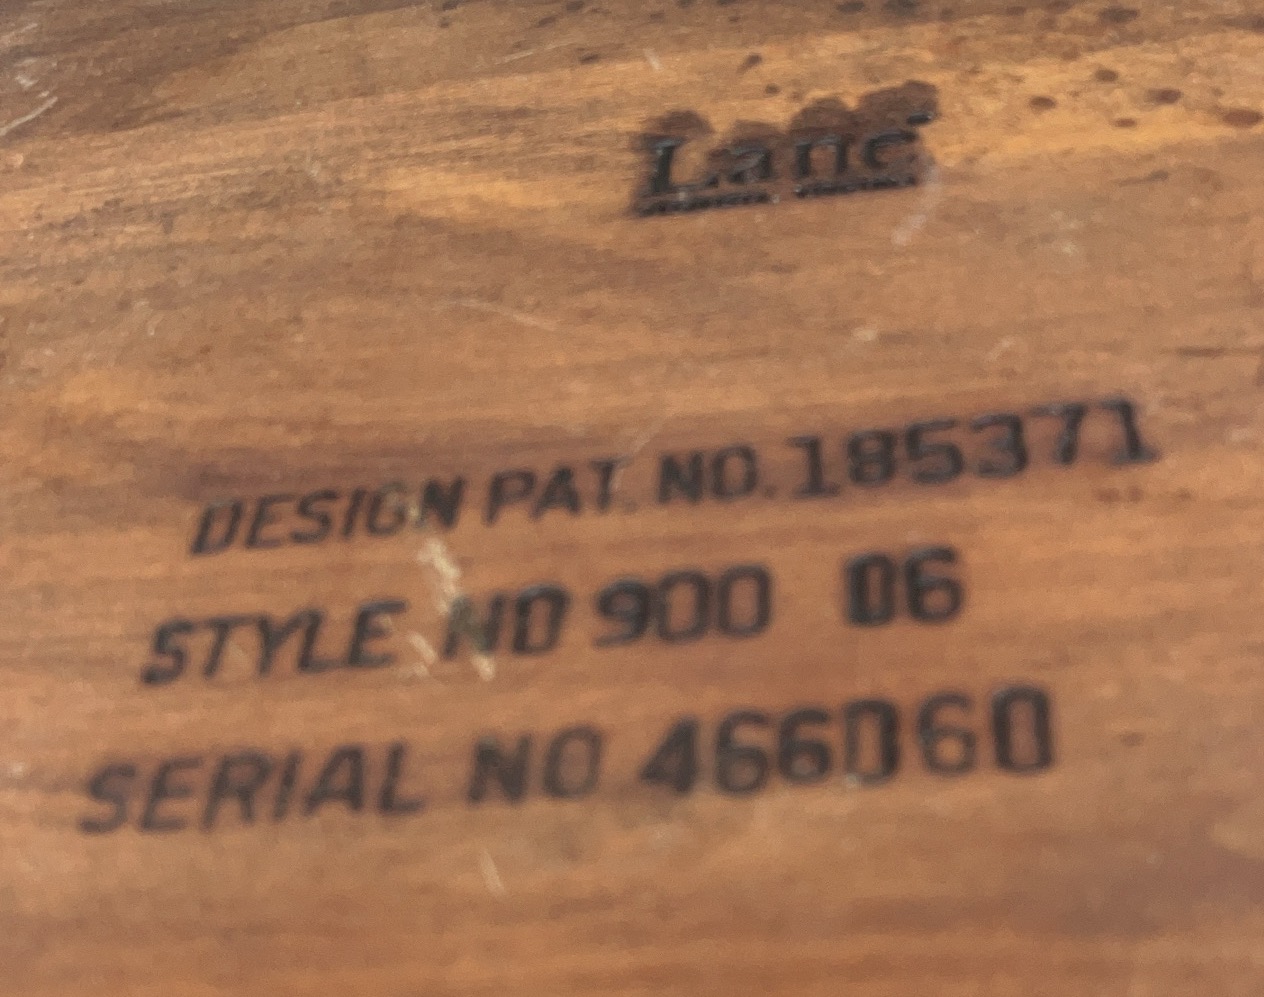 Lane
DESIGN PAT. NO. 185371
STYLE NO 900 06
SERIAL NO 466060